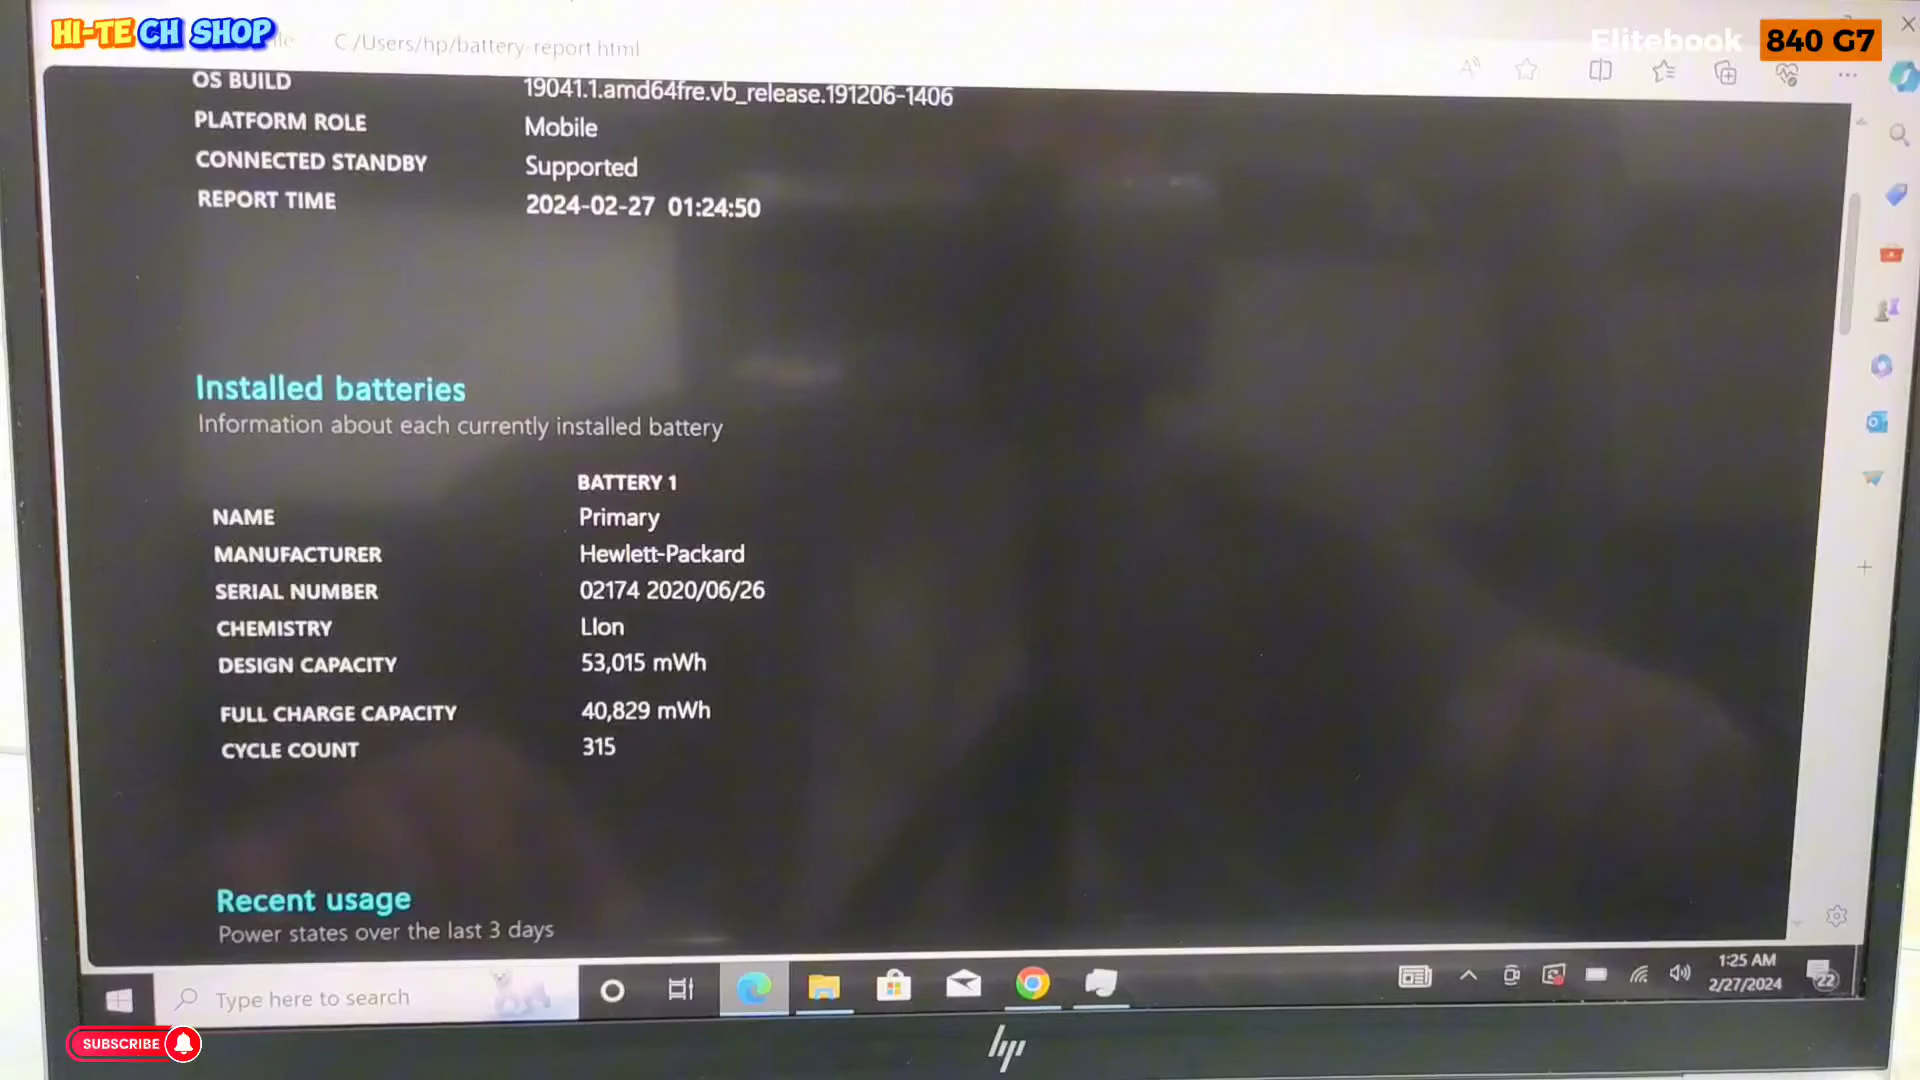 HI-TECH SHOP
C:/Users/hp/battery-report.html
Elitebook 840 G7
OS BUILD 19041.1.amd64fre.vb_release.191206-1406
PLATFORM ROLE Mobile
CONNECTED STANDBY Supported
REPORT TIME 2024-02-27 01:24:50
Installed batteries
Information about each currently installed battery
BATTERY 1
NAME Primary
MANUFACTURER Hewlett-Packard
SERIAL NUMBER 02174 2020/06/26
CHEMISTRY LIon
DESIGN CAPACITY 53,015 mWh
FULL CHARGE CAPACITY 40,829 mWh
CYCLE COUNT 315
Recent usage
Power states over the last 3 days
Type here to search
1:25 AM
2/27/2024
22
SUBSCRIBE
hp